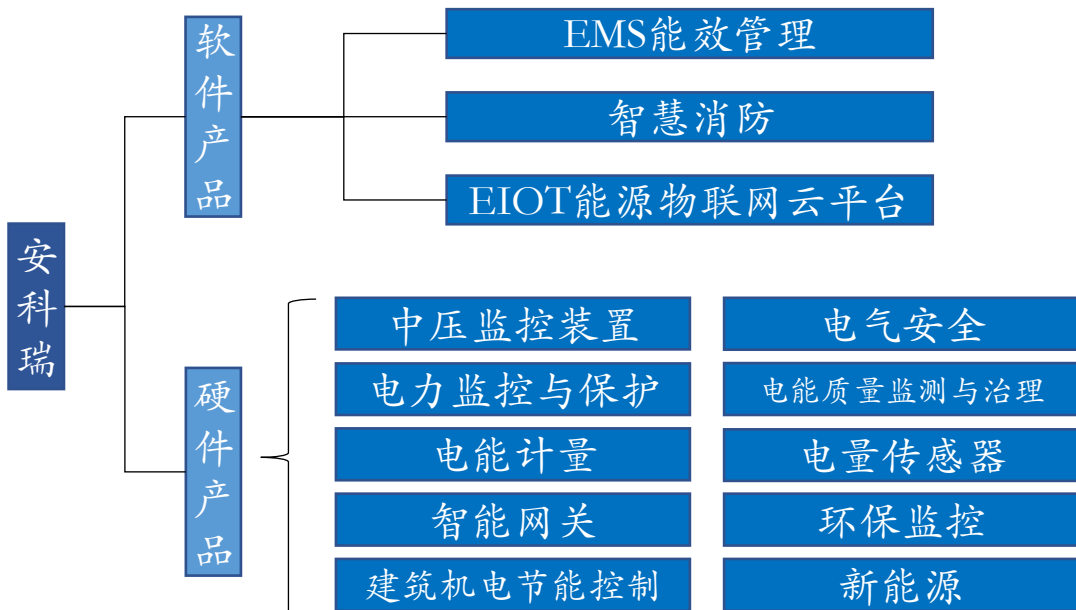 安科瑞
软件产品
EMS能效管理
智慧消防
EIOT能源物联网云平台
硬件产品
中压监控装置
电气安全
电力监控与保护
电能质量监测与治理
电能计量
电量传感器
智能网关
环保监控
建筑机电节能控制
新能源